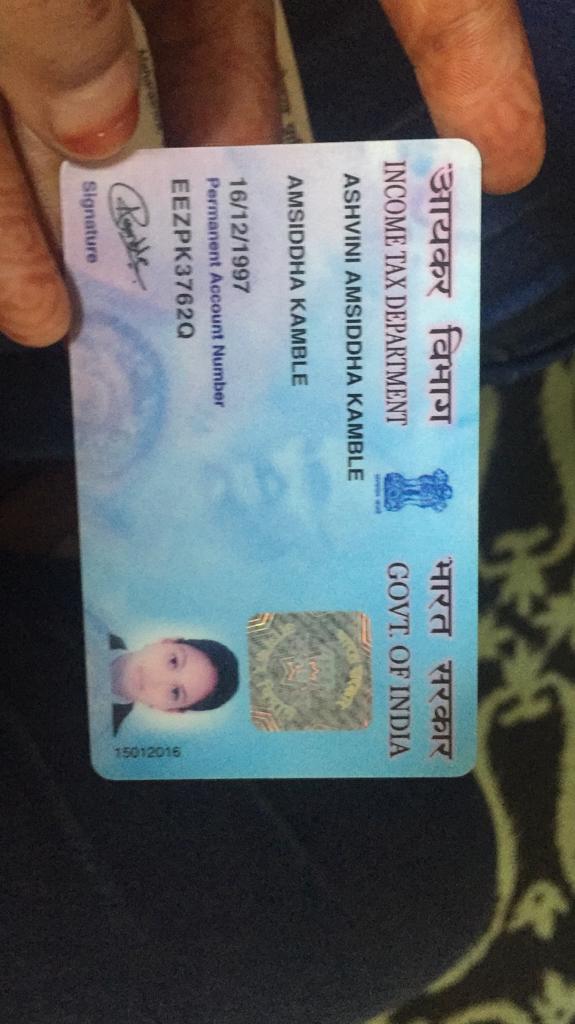 आयकर विभाग
INCOME TAX DEPARTMENT
भारत सरकार
GOVT. OF INDIA
ASHVINI AMSIDDHA KAMBLE
AMSIDDHA KAMBLE
16/12/1997
Permanent Account Number
EEZPK3762Q
Signature
15012016